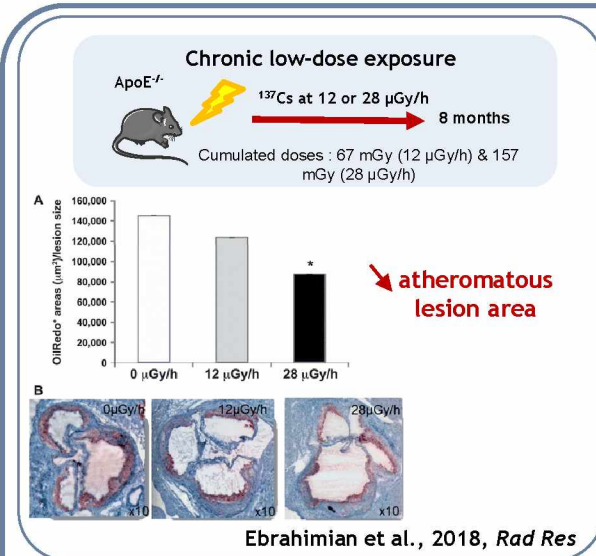 Chronic low-dose exposure
ApoE-/-
¹³⁷Cs at 12 or 28 µGy/h
8 months
Cumulated doses : 67 mGy (12 µGy/h) & 157
mGy (28 µGy/h)
A
OilRedo⁺ areas (µm²)/lesion size
160,000
140,000
120,000
100,000
80,000
60,000
40,000
20,000
0
*
0 µGy/h
12 µGy/h
28 µGy/h
atheromatous
lesion area
B
0µGy/h
x10
12µGy/h
x10
28µGy/h
x10
Ebrahimian et al., 2018, Rad Res